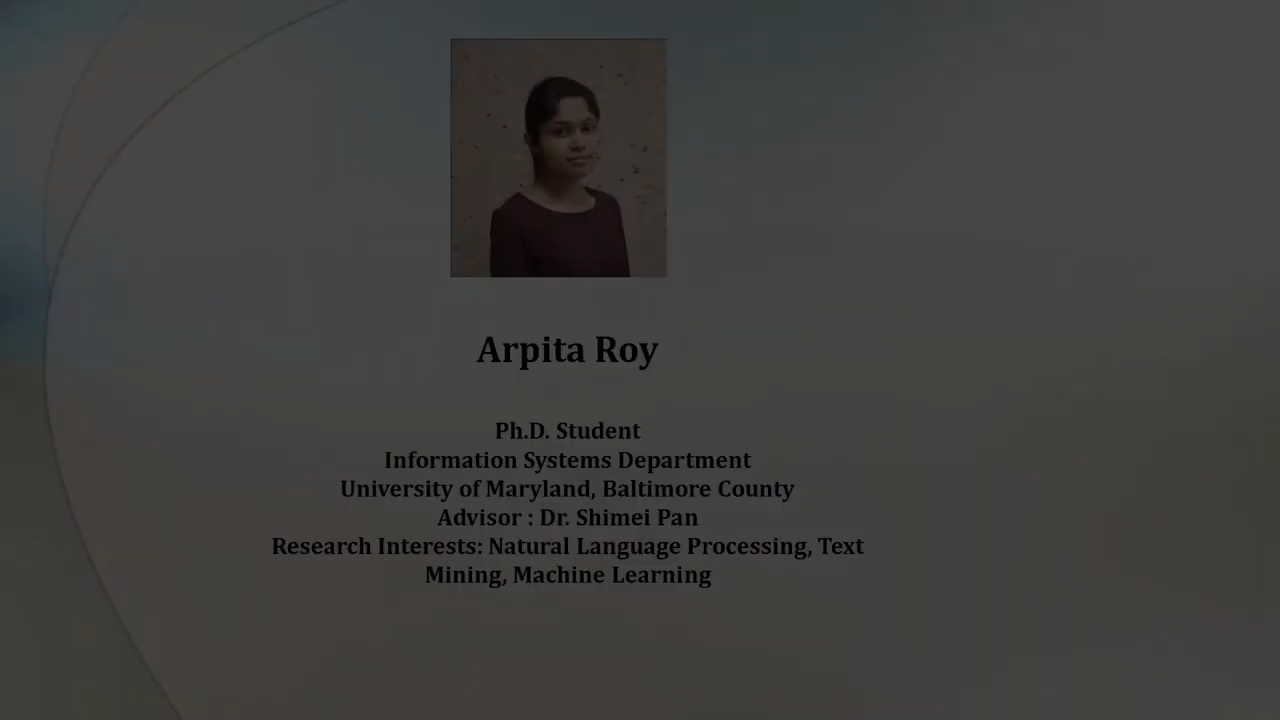 Arpita Roy
Ph.D. Student
Information Systems Department
University of Maryland, Baltimore County
Advisor : Dr. Shimei Pan
Research Interests: Natural Language Processing, Text
Mining, Machine Learning